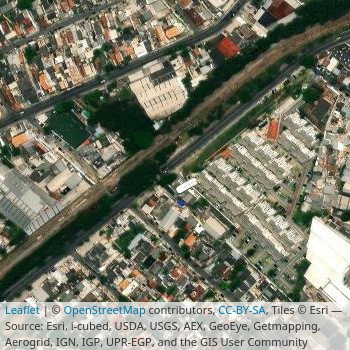 Leaflet | © OpenStreetMap contributors, CC-BY-SA, Tiles © Esri —
Source: Esri, i-cubed, USDA, USGS, AEX, GeoEye, Getmapping,
Aerogrid, IGN, IGP, UPR-EGP, and the GIS User Community